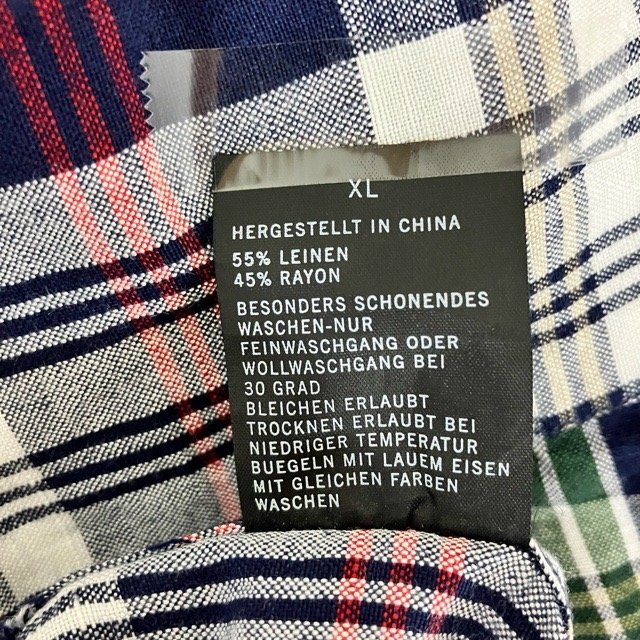 XL
HERGESTELLT IN CHINA
55% LEINEN
45% RAYON
BESONDERS SCHONENDES
WASCHEN-NUR
FEINWASCHGANG ODER
WOLLWASCHGANG BEI
30 GRAD
BLEICHEN ERLAUBT
TROCKNEN ERLAUBT BEI
NIEDRIGER TEMPERATUR
BUEGELN MIT LAUEM EISEN
MIT GLEICHEN FARBEN
WASCHEN